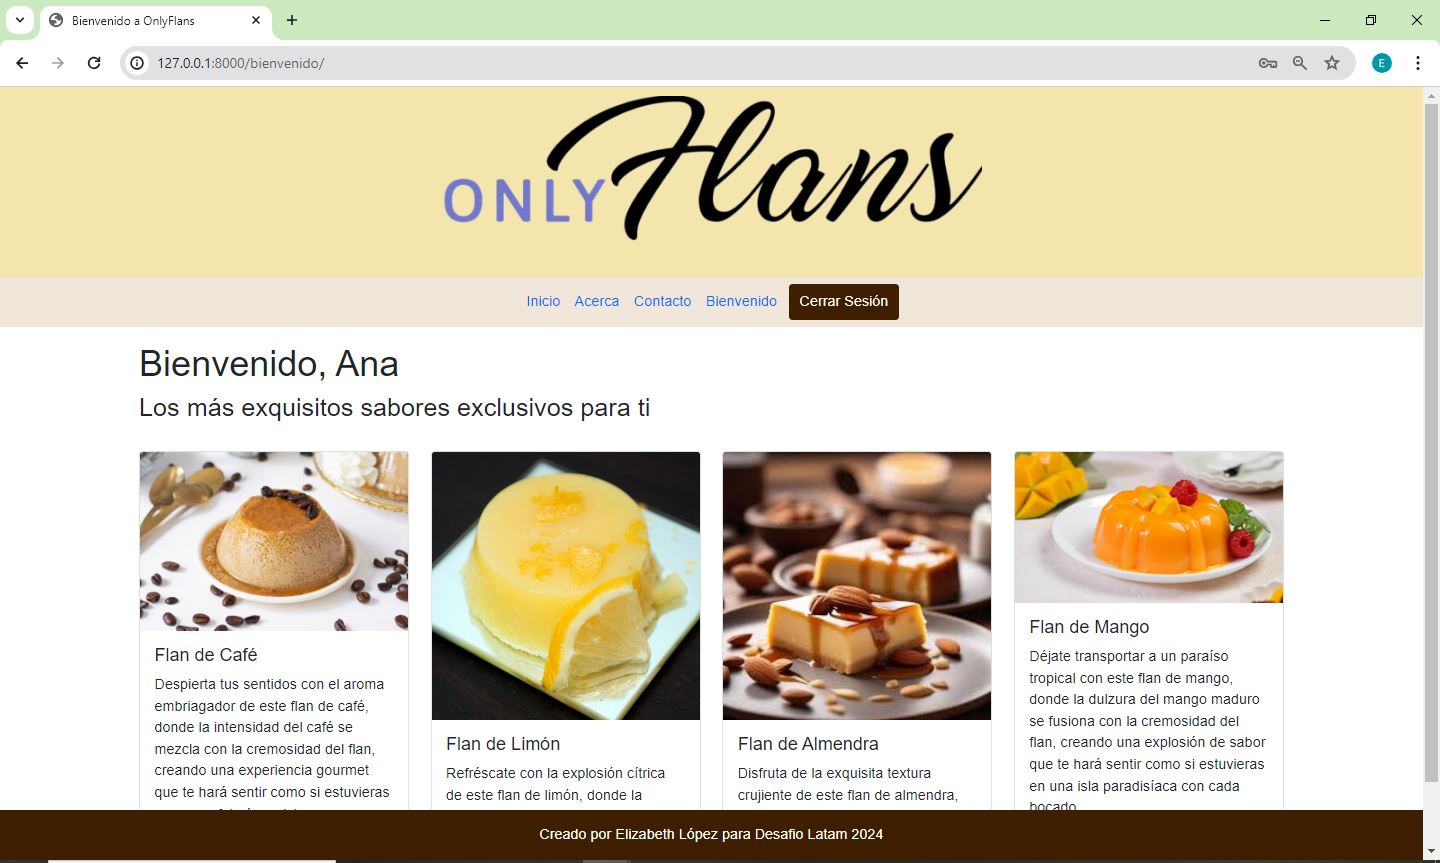 Bienvenido a OnlyFlans
127.0.0.1:8000/bienvenido/
E
ONLY Flans
Inicio Acerca Contacto Bienvenido Cerrar Sesión
Bienvenido, Ana
Los más exquisitos sabores exclusivos para ti
Flan de Café
Despierta tus sentidos con el aroma
embriagador de este flan de café,
donde la intensidad del café se
mezcla con la cremosidad del flan,
creando una experiencia gourmet
que te hará sentir como si estuvieras
Flan de Limón
Refréscate con la explosión cítrica
de este flan de limón, donde la
Flan de Almendra
Disfruta de la exquisita textura
crujiente de este flan de almendra,
Flan de Mango
Déjate transportar a un paraíso
tropical con este flan de mango,
donde la dulzura del mango maduro
se fusiona con la cremosidad del
flan, creando una explosión de sabor
que te hará sentir como si estuvieras
en una isla paradisíaca con cada
bocado
Creado por Elizabeth López para Desafio Latam 2024